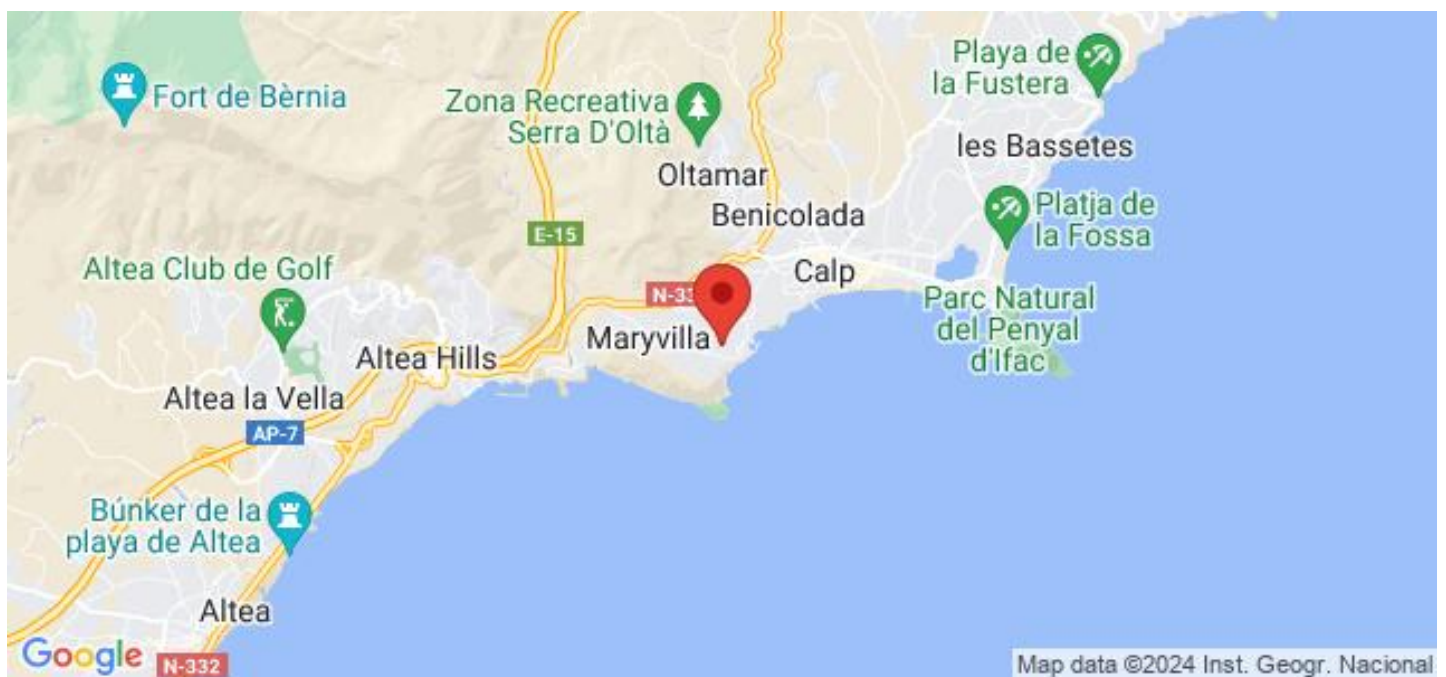 Playa de
la Fustera
Fort de Bèrnia
Zona Recreativa
Serra D'Oltà
les Bassetes
Oltamar
Benicolada
Platja de
la Fossa
E-15
Altea Club de Golf
Calp
N-33
Parc Natural
del Penyal
d'Ifac
Maryvilla
Altea Hills
Altea la Vella
AP-7
Búnker de la
playa de Altea
Altea
Google
N-332
Map data ©2024 Inst. Geogr. Nacional